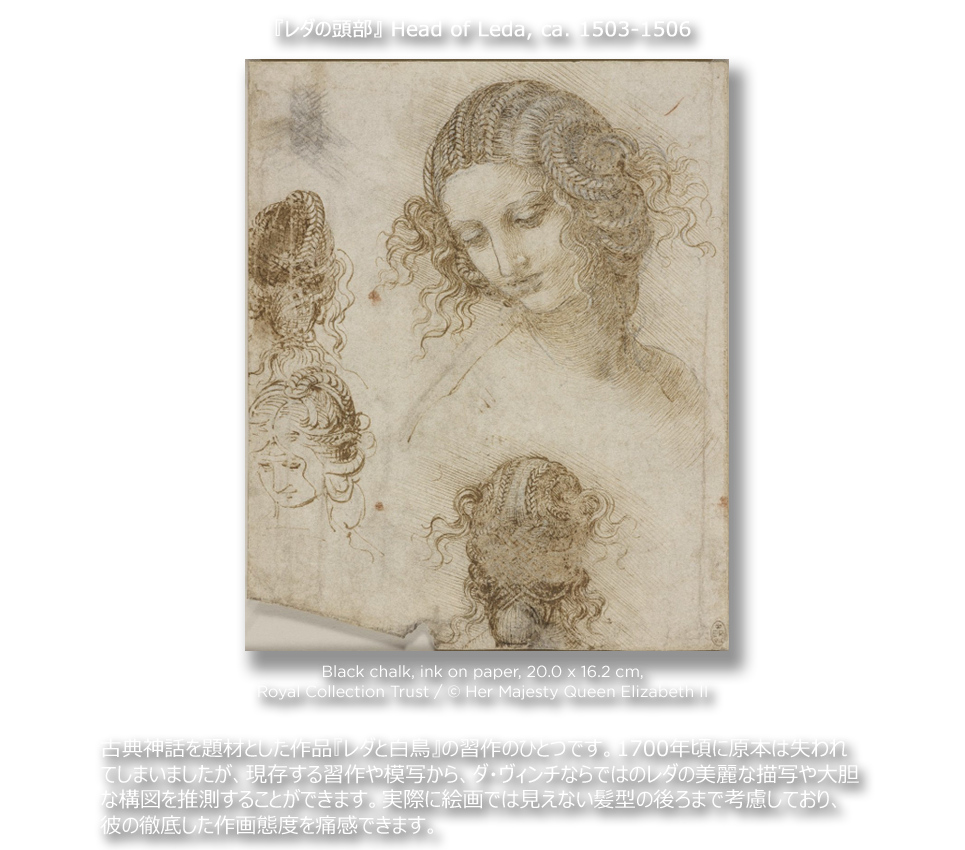 『レダの頭部』 Head of Leda, ca. 1503-1506
Black chalk, ink on paper, 20.0 x 16.2 cm,
Royal Collection Trust / © Her Majesty Queen Elizabeth II
古典神話を題材とした作品『レダと白鳥』の習作のひとつです。1700年頃に原本は失われ
てしまいましたが、現存する習作や模写から、ダ・ヴィンチならではのレダの美麗な描写や大胆
な構図を推測することができます。実際に絵画では見えない髪型の後ろまで考慮しており、
彼の徹底した作画態度を痛感できます。